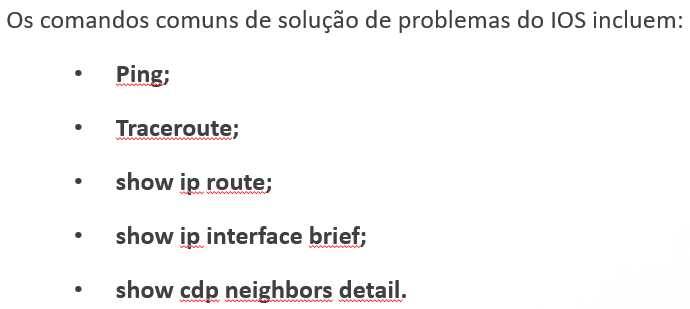 Os comandos comuns de solução de problemas do IOS incluem:
• Ping;
• Traceroute;
• show ip route;
• show ip interface brief;
• show cdp neighbors detail.